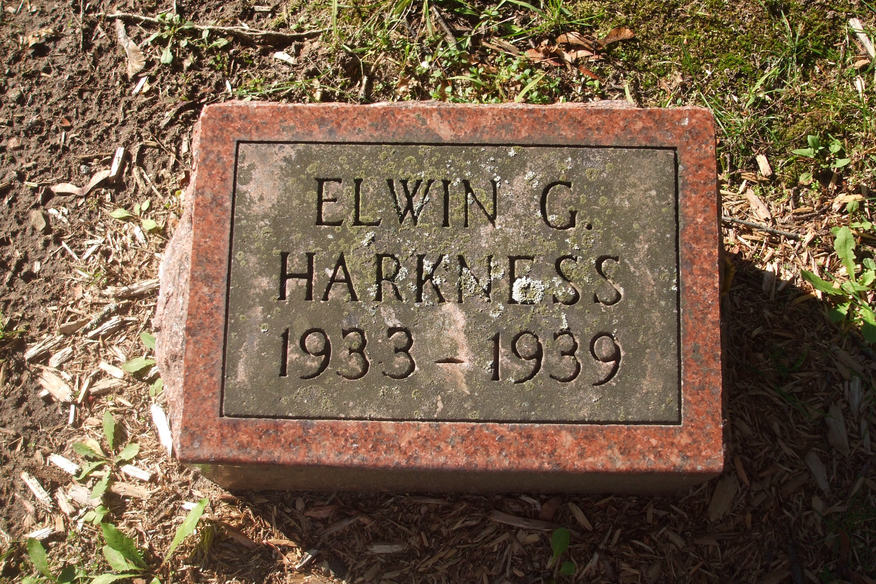 ELWIN G.
HARKNESS
1933 – 1939